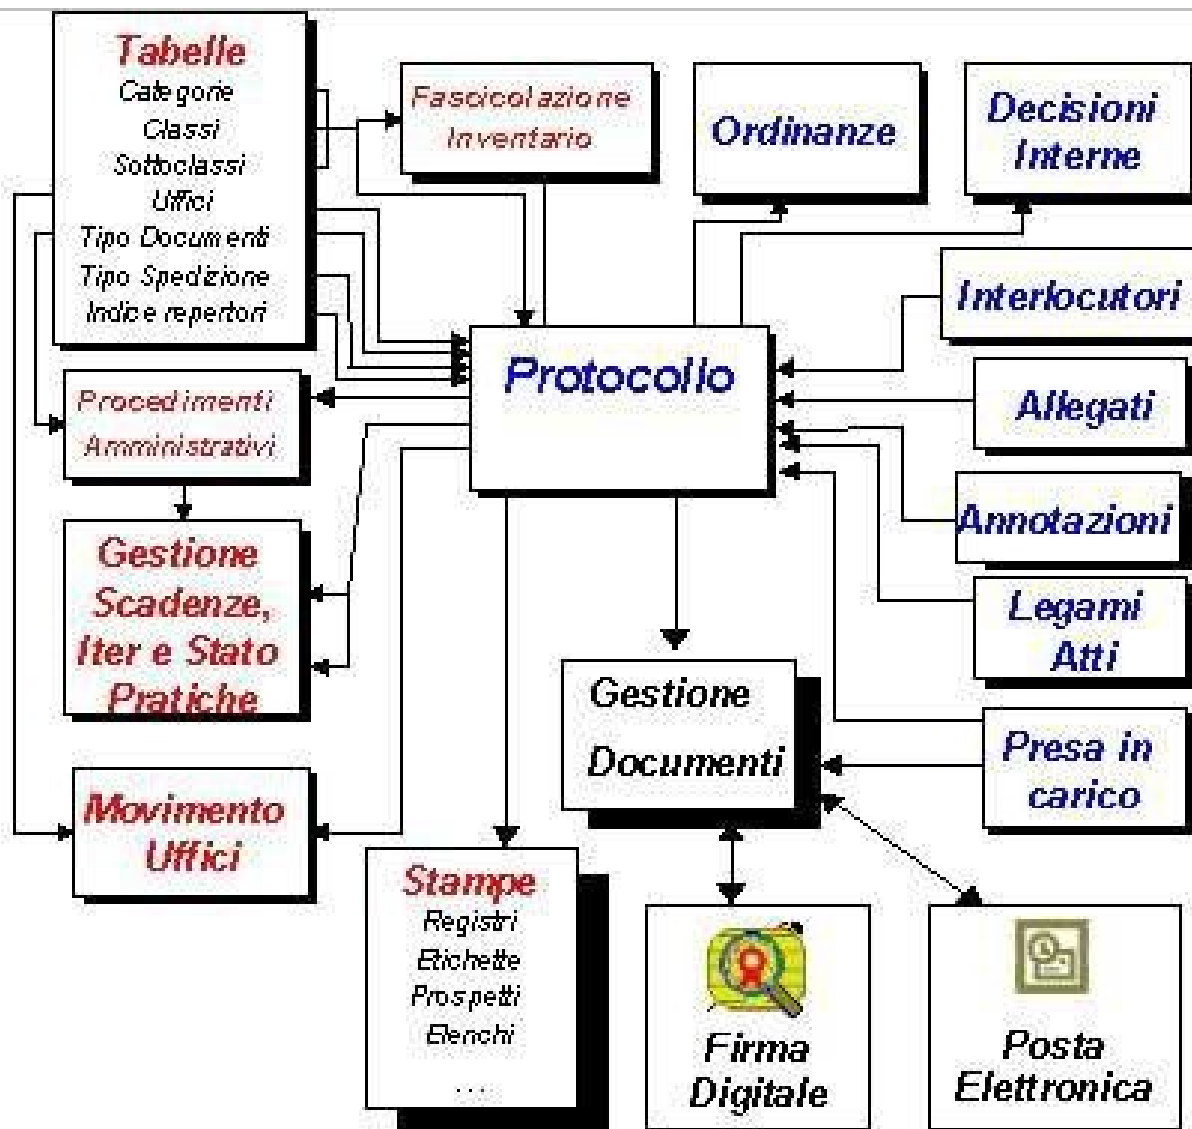 Tabelle
Categorie
Classi
Sottoclassi
Uffici
Tipo Documenti
Tipo Spedizione
Indice repertori
Fascicolazione
Inventario
Ordinanze
Decisioni
Interne
Interlocutori
Protocollo
Allegati
Procedimenti
Amministrativi
Annotazioni
Gestione
Scadenze,
Iter e Stato
Pratiche
Legami
Atti
Gestione
Documenti
Presa in
carico
Movimento
Uffici
Stampe
Registri
Etichette
Prospetti
Elenchi
....
Firma
Digitale
Posta
Elettronica